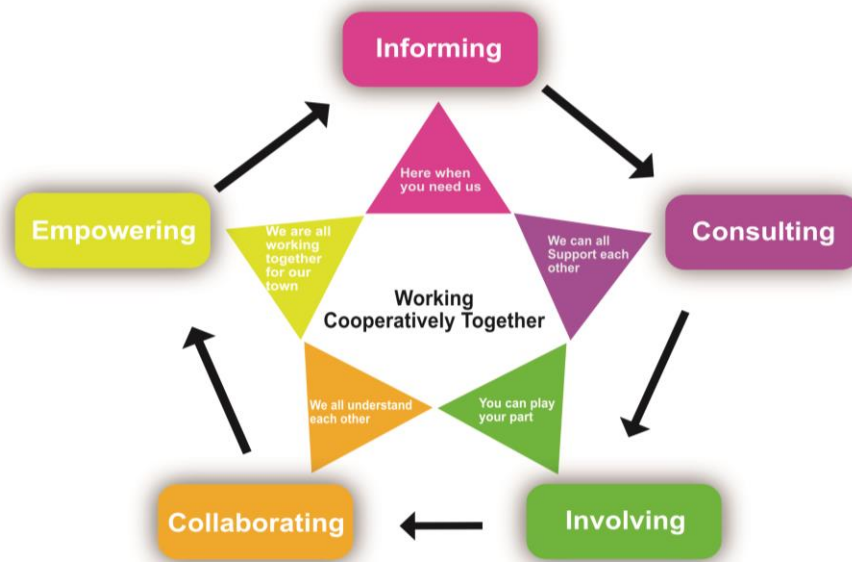 Informing
Here when
you need us
Empowering
We are all
working
together
for our
town
We can all
Support each
other
Consulting
Working
Cooperatively Together
We all understand
each other
You can play
your part
Collaborating
Involving